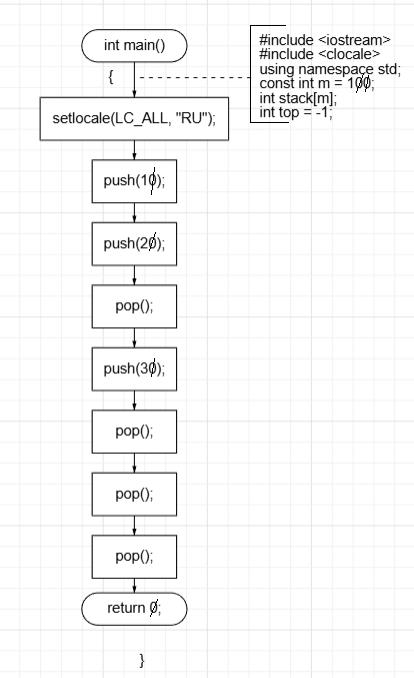 int main()
{
#include <iostream>
#include <clocale>
using namespace std;
const int m = 100;
int stack[m];
int top = -1;
setlocale(LC_ALL, "RU");
push(10);
push(20);
pop();
push(30);
pop();
pop();
pop();
return 0;
}